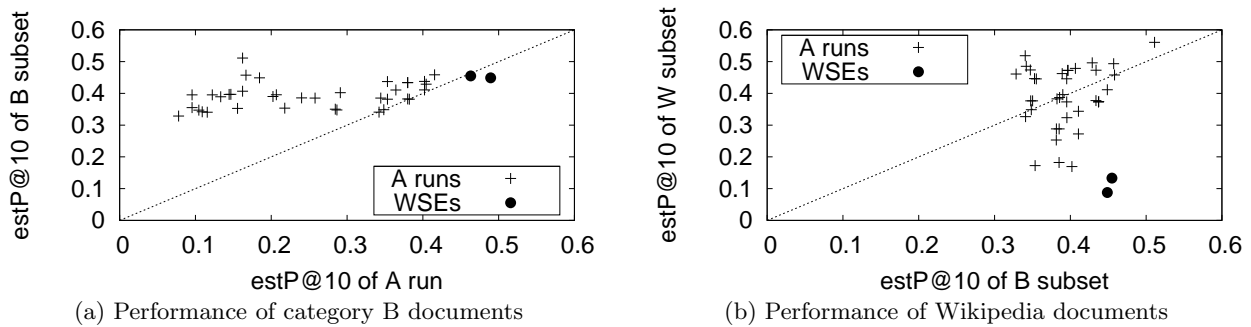 0.6
0.5
0.4
0.3
0.2
0.1
0
estP@10 of B subset
A runs
WSEs
0 0.1 0.2 0.3 0.4 0.5 0.6
estP@10 of A run
(a) Performance of category B documents
0.6
0.5
0.4
0.3
0.2
0.1
0
estP@10 of W subset
A runs
WSEs
0 0.1 0.2 0.3 0.4 0.5 0.6
estP@10 of B subset
(b) Performance of Wikipedia documents